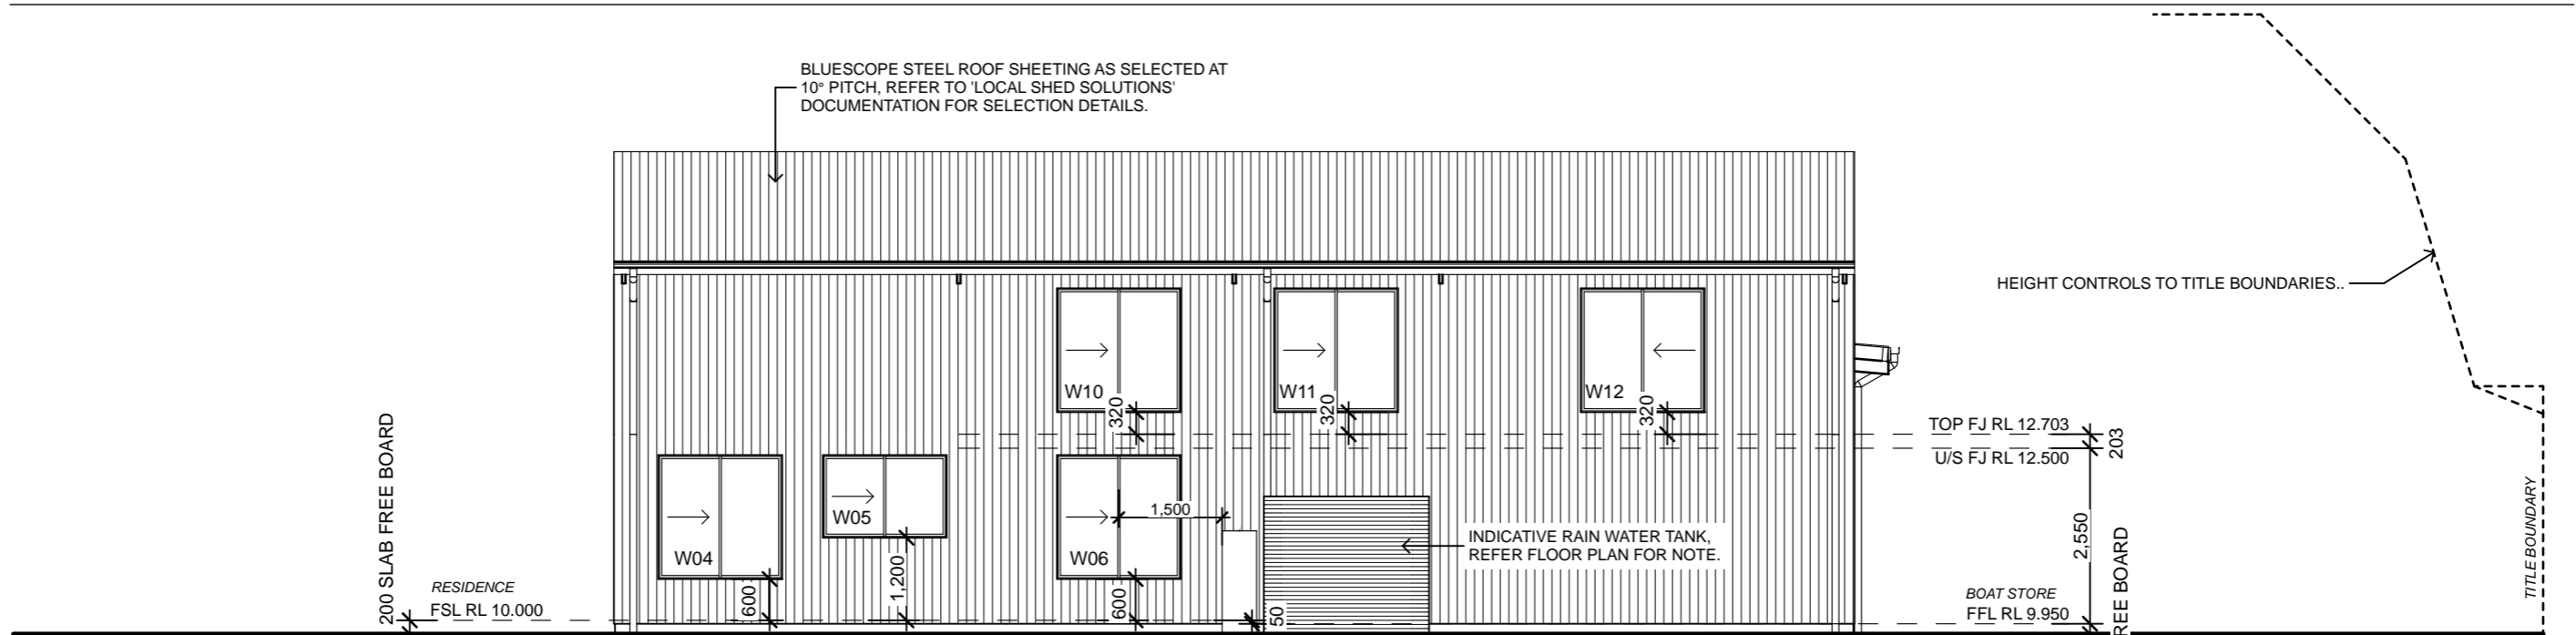 BLUESCOPE STEEL ROOF SHEETING AS SELECTED AT
10° PITCH, REFER TO 'LOCAL SHED SOLUTIONS'
DOCUMENTATION FOR SELECTION DETAILS.
HEIGHT CONTROLS TO TITLE BOUNDARIES..
W10
W11
W12
320
320
320
TOP FJ RL 12.703
203
U/S FJ RL 12.500
200 SLAB FREE BOARD
W04
W05
W06
1,500
INDICATIVE RAIN WATER TANK,
REFER FLOOR PLAN FOR NOTE.
2,550
TITLE BOUNDARY
RESIDENCE
FSL RL 10.000
600
1,200
600
50
BOAT STORE
FFL RL 9.950
REE BOARD